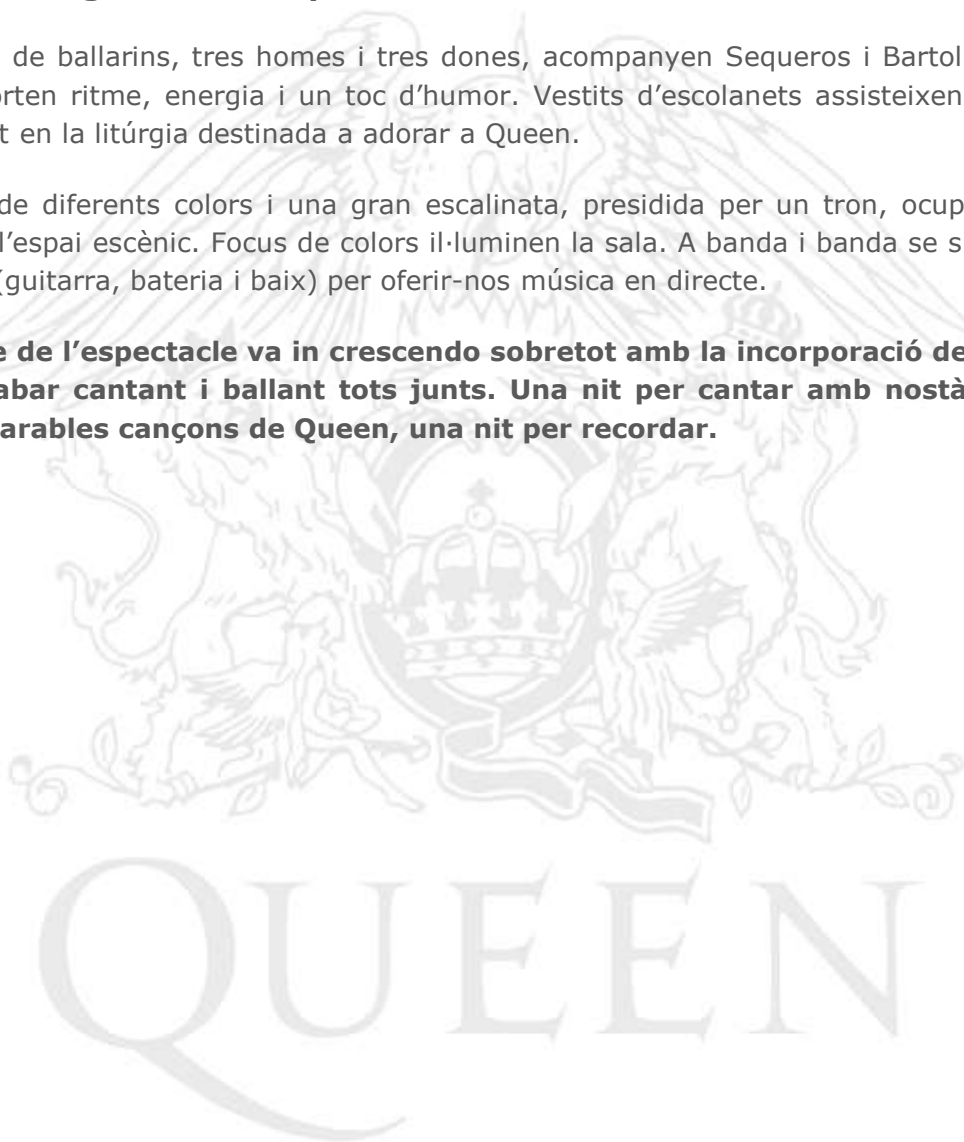 de ballarins, tres homes i tres dones, acompanyen Sequeros i Bartol
rten ritme, energia i un toc d’humor. Vestits d’escolanets assisteixen
t en la litúrgia destinada a adorar a Queen.
de diferents colors i una gran escalinata, presidida per un tron, ocup
l’espai escènic. Focus de colors il·luminen la sala. A banda i banda se s
(guitarra, bateria i baix) per oferir-nos música en directe.
e de l’espectacle va in crescendo sobretot amb la incorporació de
abar cantant i ballant tots junts. Una nit per cantar amb nostà
arables cançons de Queen, una nit per recordar.
QUEEN